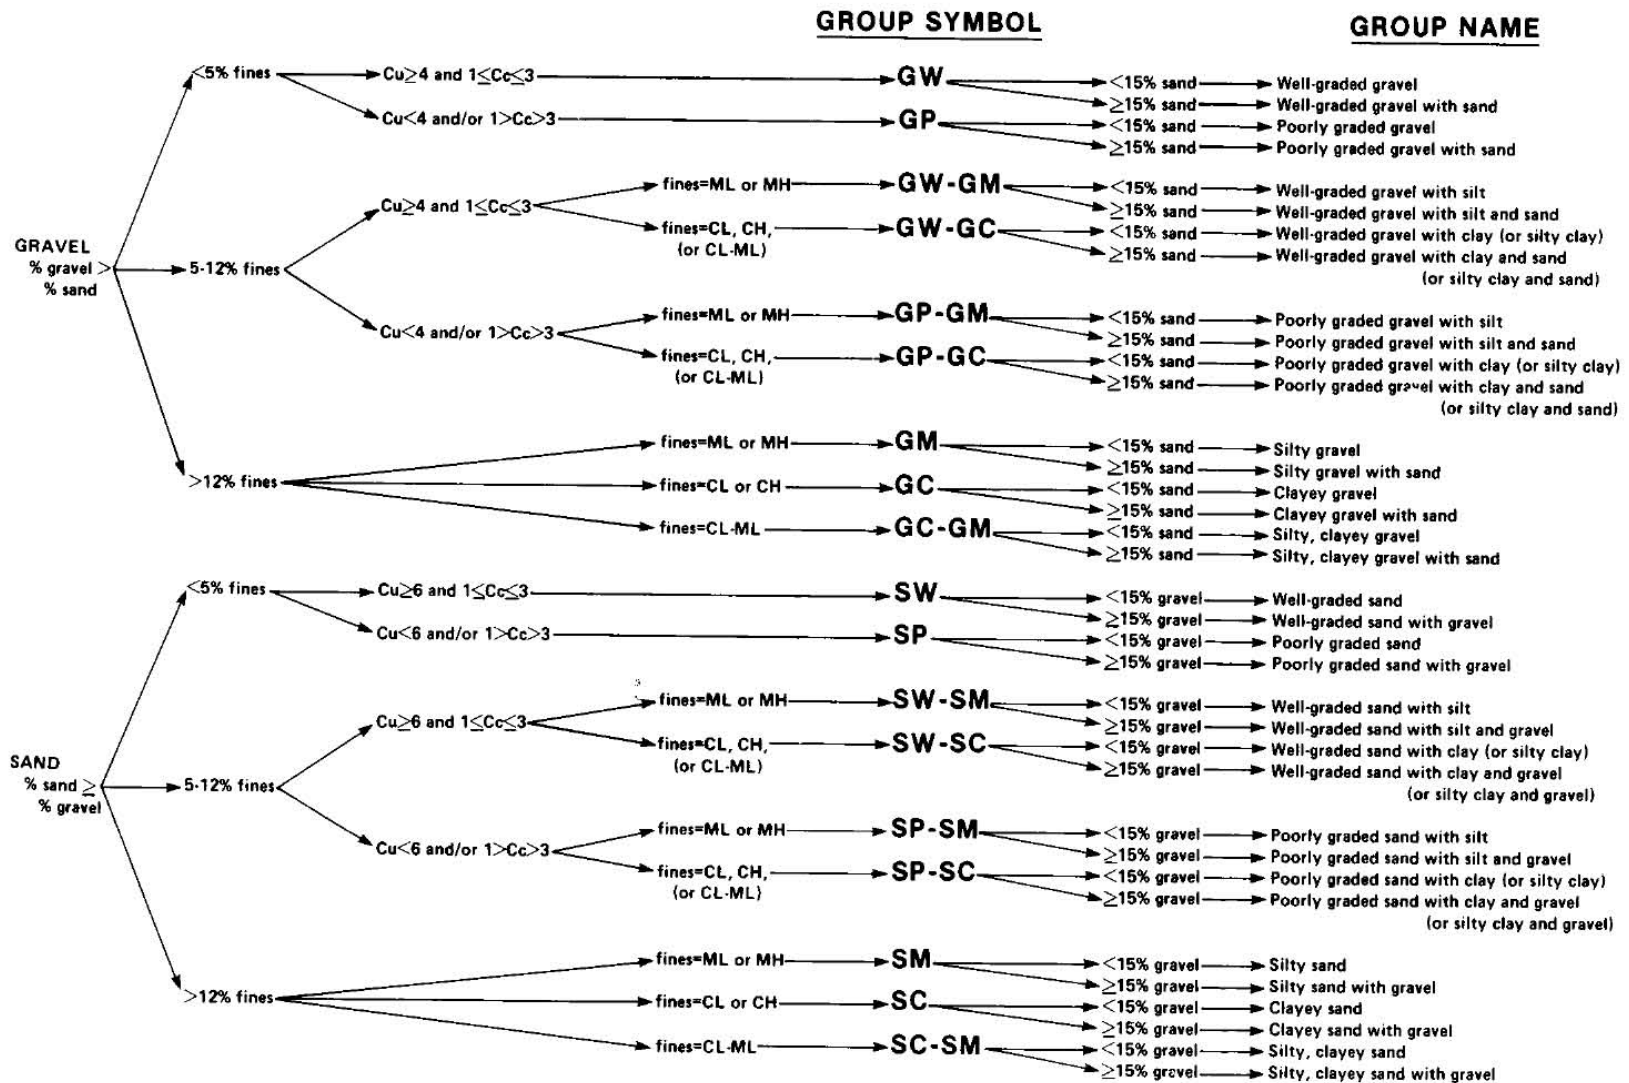 GROUP SYMBOL GROUP NAME
<5% fines Cu≥4 and 1≤Cc≤3 GW <15% sand Well-graded gravel
≥15% sand Well-graded gravel with sand
Cu<4 and/or 1>Cc>3 GP <15% sand Poorly graded gravel
≥15% sand Poorly graded gravel with sand
fines=ML or MH GW-GM <15% sand Well-graded gravel with silt
Cu≥4 and 1≤Cc≤3 ≥15% sand Well-graded gravel with silt and sand
fines=CL, CH, GW-GC <15% sand Well-graded gravel with clay (or silty clay)
GRAVEL (or CL-ML) ≥15% sand Well-graded gravel with clay and sand
% gravel > 5-12% fines (or silty clay and sand)
% sand
fines=ML or MH GP-GM <15% sand Poorly graded gravel with silt
Cu<4 and/or 1>Cc>3 ≥15% sand Poorly graded gravel with silt and sand
fines=CL, CH, GP-GC <15% sand Poorly graded gravel with clay (or silty clay)
(or CL-ML) ≥15% sand Poorly graded gravel with clay and sand
(or silty clay and sand)
fines=ML or MH GM <15% sand Silty gravel
≥15% sand Silty gravel with sand
>12% fines fines=CL or CH GC <15% sand Clayey gravel
≥15% sand Clayey gravel with sand
fines=CL-ML GC-GM <15% sand Silty, clayey gravel
≥15% sand Silty, clayey gravel with sand
<5% fines Cu≥6 and 1≤Cc≤3 SW <15% gravel Well-graded sand
≥15% gravel Well-graded sand with gravel
Cu<6 and/or 1>Cc>3 SP <15% gravel Poorly graded sand
≥15% gravel Poorly graded sand with gravel
fines=ML or MH SW-SM <15% gravel Well-graded sand with silt
Cu≥6 and 1≤Cc≤3 ≥15% gravel Well-graded sand with silt and gravel
fines=CL, CH, SW-SC <15% gravel Well-graded sand with clay (or silty clay)
SAND (or CL-ML) ≥15% gravel Well-graded sand with clay and gravel
% sand ≥ 5-12% fines (or silty clay and gravel)
% gravel
fines=ML or MH SP-SM <15% gravel Poorly graded sand with silt
Cu<6 and/or 1>Cc>3 ≥15% gravel Poorly graded sand with silt and gravel
fines=CL, CH, SP-SC <15% gravel Poorly graded sand with clay (or silty clay)
(or CL-ML) ≥15% gravel Poorly graded sand with clay and gravel
(or silty clay and gravel)
fines=ML or MH SM <15% gravel Silty sand
≥15% gravel Silty sand with gravel
>12% fines fines=CL or CH SC <15% gravel Clayey sand
≥15% gravel Clayey sand with gravel
fines=CL-ML SC-SM <15% gravel Silty, clayey sand
≥15% gravel Silty, clayey sand with gravel